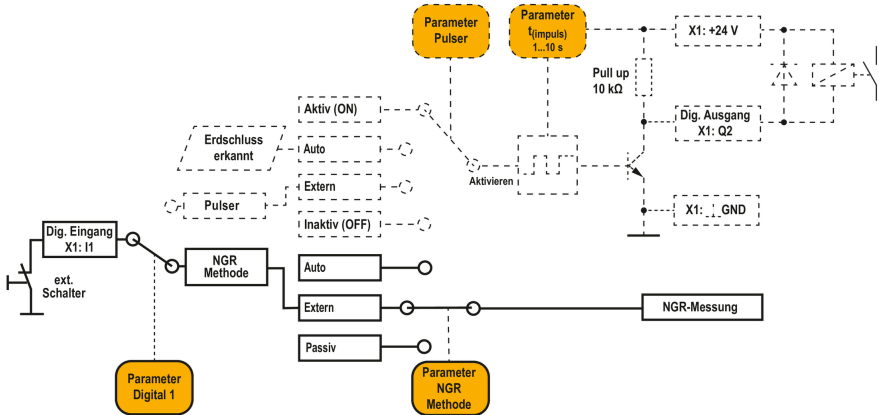 Parameter
Pulser
Parameter
t(impuls)
1...10 s
X1: +24 V
Pull up
10 kΩ
Aktiv (ON)
Dig. Ausgang
X1: Q2
Erdschluss
erkannt
Auto
Aktivieren
Extern
Pulser
X1: GND
Inaktiv (OFF)
Dig. Eingang
X1: I1
NGR
Methode
Auto
ext.
Schalter
Extern
NGR-Messung
Passiv
Parameter
Digital 1
Parameter
NGR
Methode